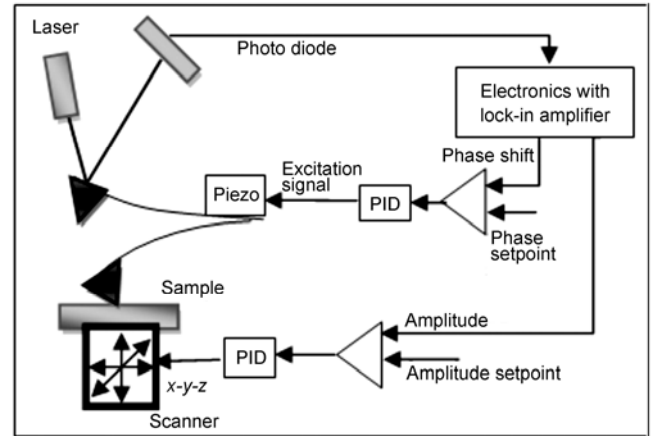 Laser
Photo diode
Electronics with
lock-in amplifier
Phase shift
Excitation
signal
Piezo
PID
Phase
setpoint
Sample
Amplitude
PID
Amplitude setpoint
x-y-z
Scanner